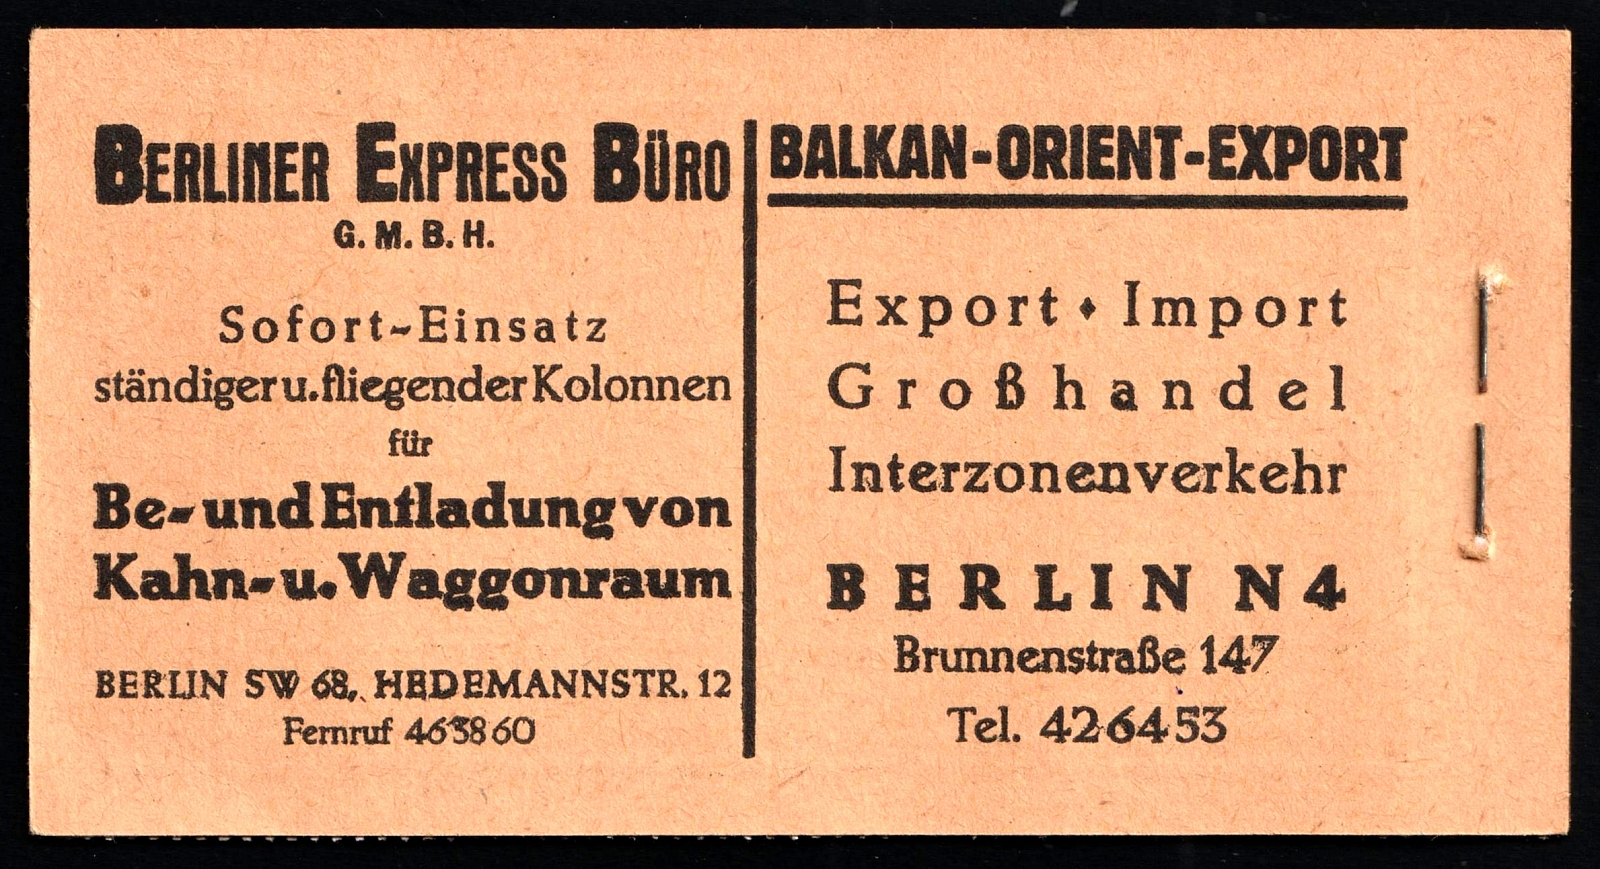 BERLINER EXPRESS BÜRO
G. M. B. H.
Sofort-Einsatz
ständiger u. fliegender Kolonnen
für
Be- und Entladung von
Kahn- u. Waggonraum
BERLIN SW 68, HEDEMANNSTR. 12
Fernruf 463860
BALKAN-ORIENT-EXPORT
Export ♦ Import
Großhandel
Interzonenverkehr
BERLIN N 4
Brunnenstraße 147
Tel. 426453